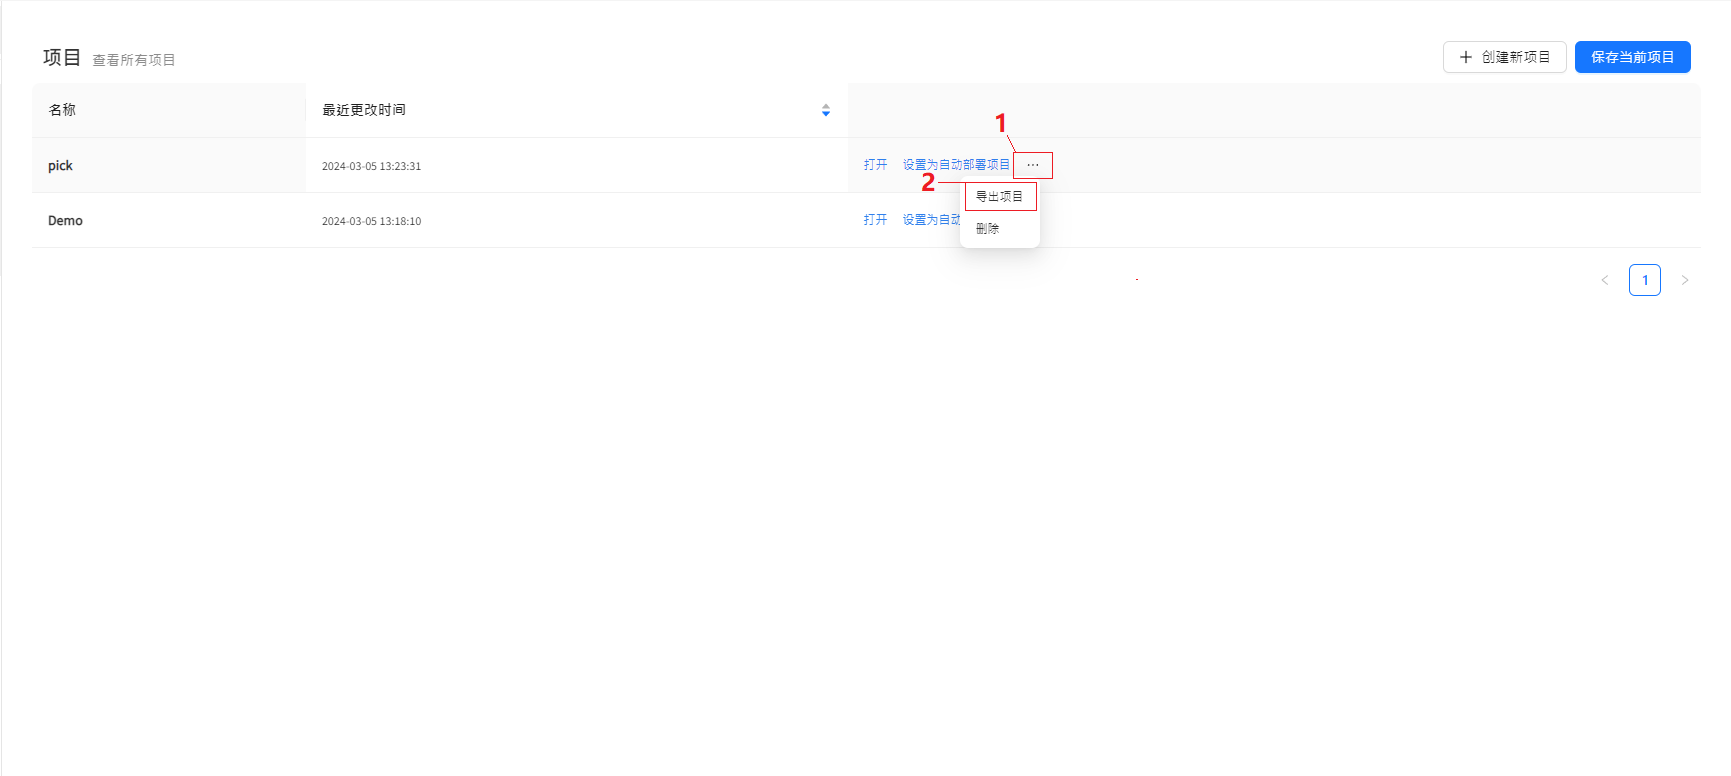 项目 查看所有项目
创建新项目 保存当前项目
名称 最近更改时间
1
pick 2024-03-05 13:23:31 打开 设置为自动部署项目 ...
2
导出项目
Demo 2024-03-05 13:18:10 打开 设置为自动
删除
< 1 >